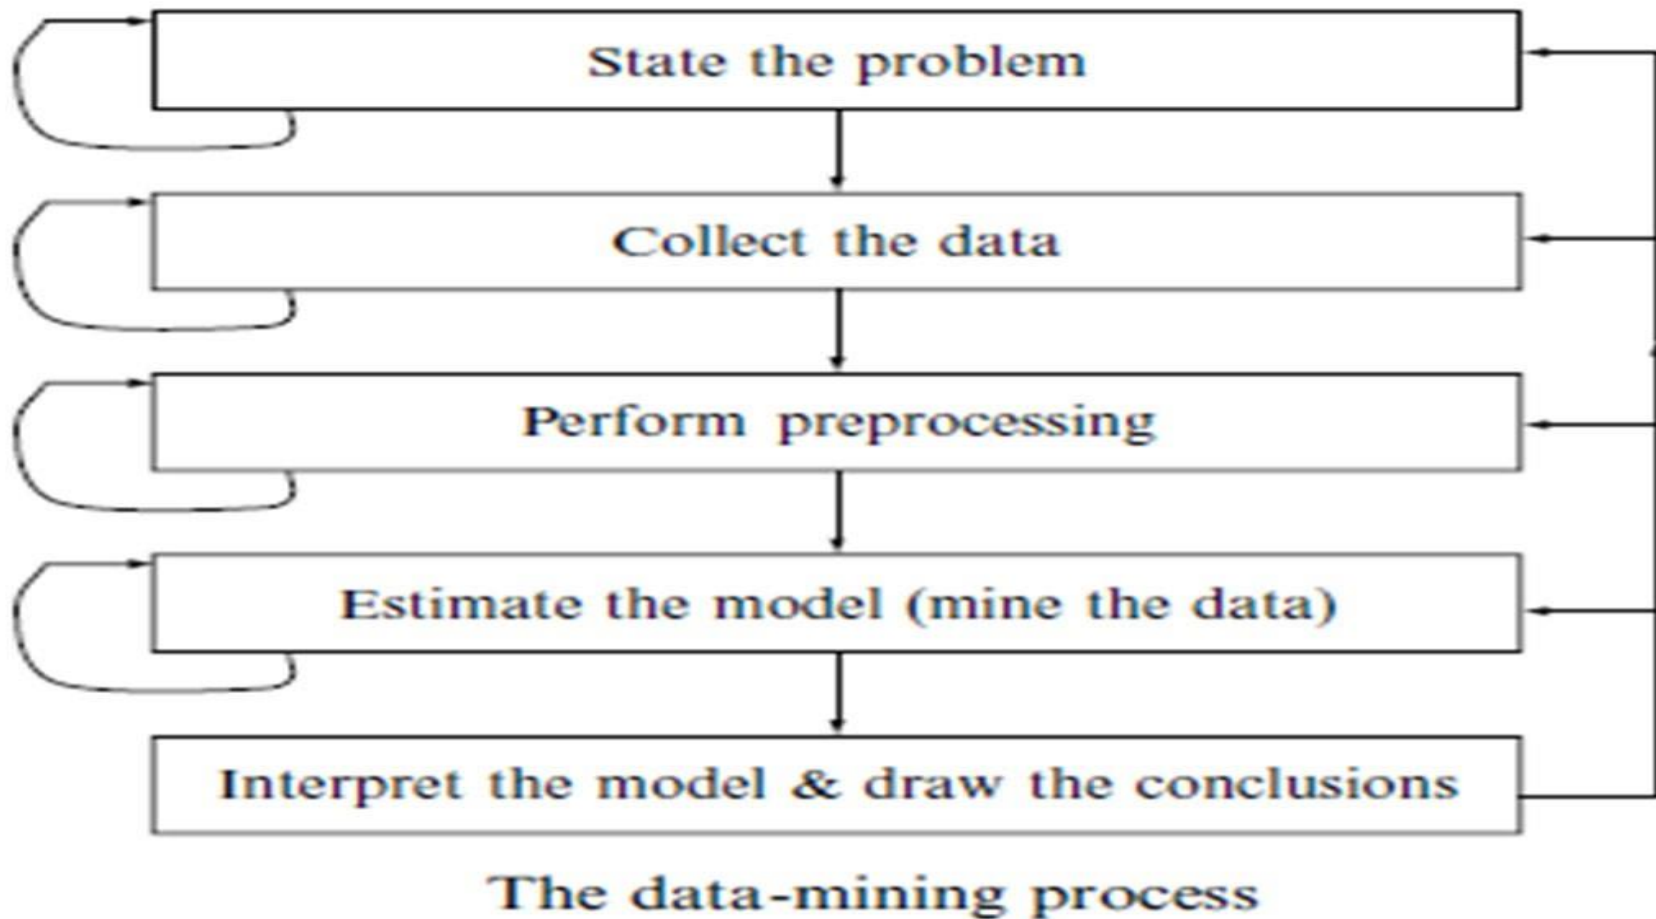 State the problem
Collect the data
Perform preprocessing
Estimate the model (mine the data)
Interpret the model & draw the conclusions
The data-mining process